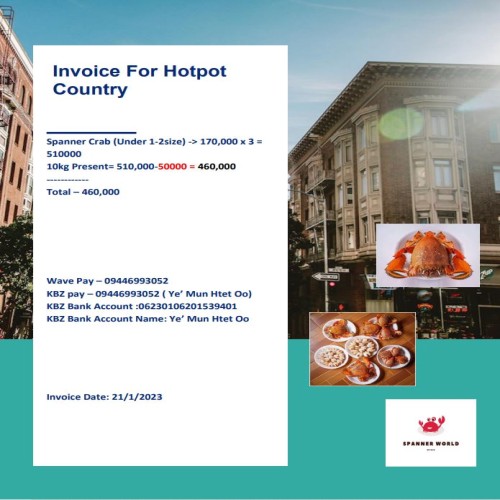 Invoice For Hotpot
Country
Spanner Crab (Under 1-2size) -> 170,000 x 3 =
510000
10kg Present= 510,000-50000 = 460,000
------------
Total – 460,000
Wave Pay – 09446993052
KBZ pay – 09446993052 ( Ye’ Mun Htet Oo)
KBZ Bank Account :06230106201539401
KBZ Bank Account Name: Ye’ Mun Htet Oo
Invoice Date: 21/1/2023
SPANNER WORLD